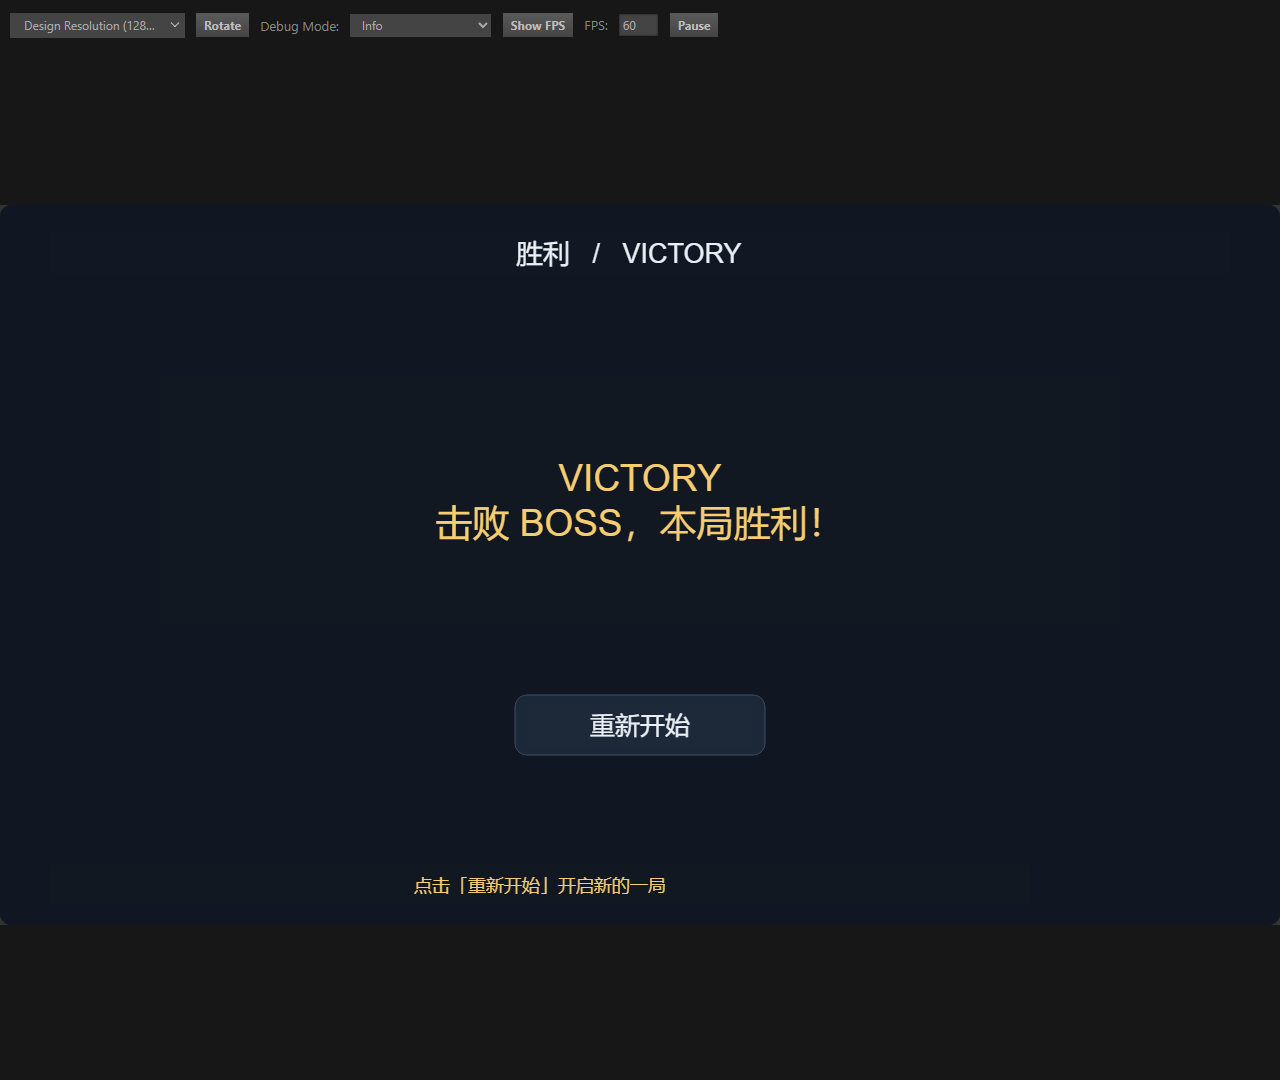 Design Resolution (128... Rotate Debug Mode: Info Show FPS FPS: 60 Pause
胜利 / VICTORY
VICTORY
击败 BOSS，本局胜利！
重新开始
点击「重新开始」开启新的一局